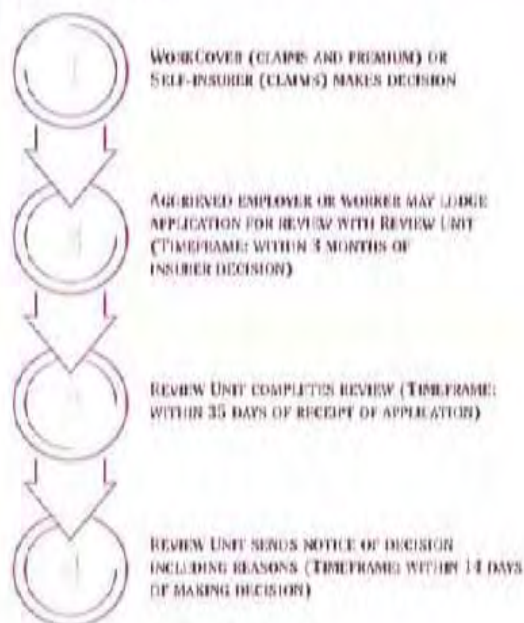 WORKCOVER (CLAIMS AND PREMIUM) OR
SELF-INSURER (CLAIMS) MAKES DECISION
AGGRIEVED EMPLOYER OR WORKER MAY LODGE
APPLICATION FOR REVIEW WITH REVIEW UNIT
(TIMEFRAME: WITHIN 3 MONTHS OF
INSURER DECISION)
REVIEW UNIT COMPLETES REVIEW (TIMEFRAME:
WITHIN 35 DAYS OF RECEIPT OF APPLICATION)
REVIEW UNIT SENDS NOTICE OF DECISION
INCLUDING REASONS (TIMEFRAME: WITHIN 14 DAYS
OF MAKING DECISION)